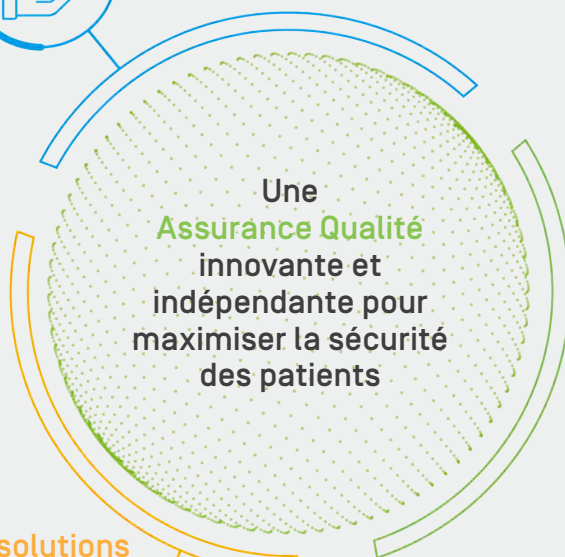 Une
Assurance Qualité
innovante et
indépendante pour
maximiser la sécurité
des patients
solutions